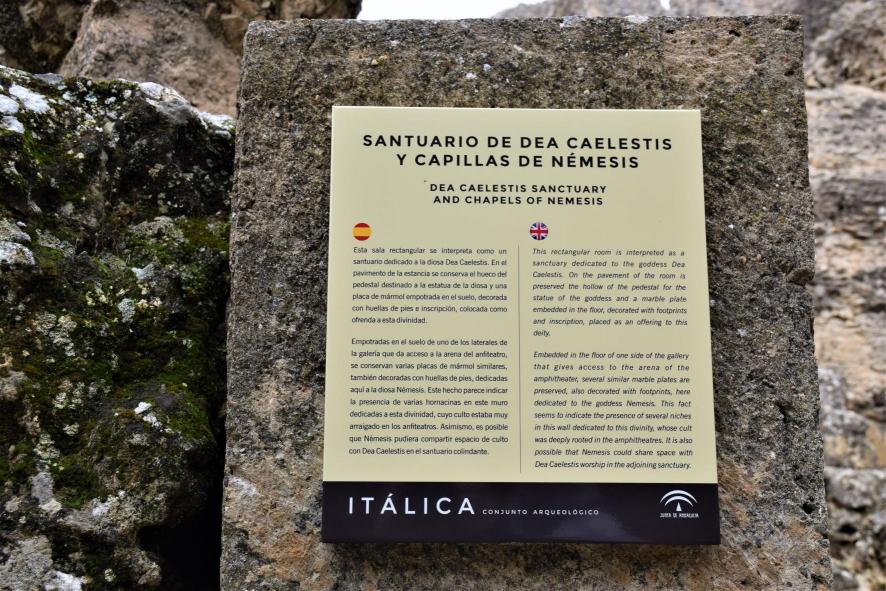 SANTUARIO DE DEA CAELESTIS
Y CAPILLAS DE NÉMESIS
DEA CAELESTIS SANCTUARY
AND CHAPELS OF NEMESIS
Esta sala rectangular se interpreta como un
santuario dedicado a la diosa Dea Caelestis. En el
pavimento de la estancia se conserva el hueco del
pedestal destinado a la estatua de la diosa y una
placa de mármol empotrada en el suelo, decorada
con huellas de pies e inscripción, colocada como
ofrenda a esta divinidad.
Empotradas en el suelo de uno de los laterales de
la galería que da acceso a la arena del anfiteatro,
se conservan varias placas de mármol similares,
también decoradas con huellas de pies, dedicadas
aquí a la diosa Némesis. Este hecho parece indicar
la presencia de varias hornacinas en este muro
dedicadas a esta divinidad, cuyo culto estaba muy
arraigado en los anfiteatros. Asimismo, es posible
que Némesis pudiera compartir espacio de culto
con Dea Caelestis en el santuario colindante.
This rectangular room is interpreted as a
sanctuary dedicated to the goddess Dea
Caelestis. On the pavement of the room is
preserved the hollow of the pedestal for the
statue of the goddess and a marble plate
embedded in the floor, decorated with footprints
and inscription, placed as an offering to this
deity.
Embedded in the floor of one side of the gallery
that gives access to the arena of the
amphitheater, several similar marble plates are
preserved, also decorated with footprints, here
dedicated to the goddess Nemesis. This fact
seems to indicate the presence of several niches
in this wall dedicated to this divinity, whose cult
was deeply rooted in the amphitheatres. It is also
possible that Nemesis could share space with
Dea Caelestis worship in the adjoining sanctuary.
ITÁLICA CONJUNTO ARQUEOLÓGICO
JUNTA DE ANDALUCIA